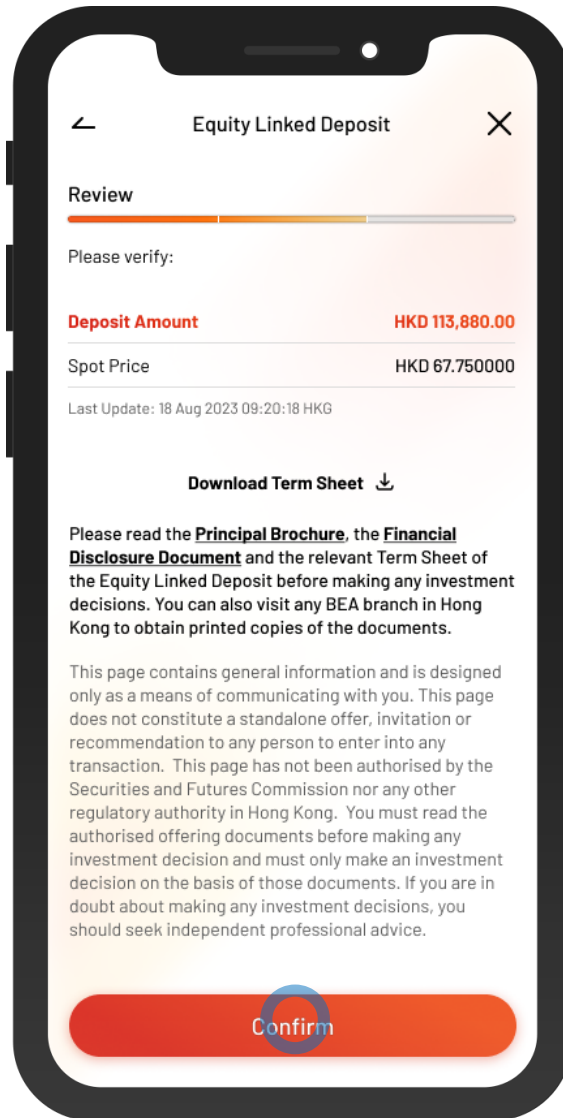 Equity Linked Deposit
Review
Please verify:
Deposit Amount HKD 113,880.00
Spot Price HKD 67.750000
Last Update: 18 Aug 2023 09:20:18 HKG
Download Term Sheet
Please read the Principal Brochure, the Financial
Disclosure Document and the relevant Term Sheet of
the Equity Linked Deposit before making any investment
decisions. You can also visit any BEA branch in Hong
Kong to obtain printed copies of the documents.
This page contains general information and is designed
only as a means of communicating with you. This page
does not constitute a standalone offer, invitation or
recommendation to any person to enter into any
transaction.  This page has not been authorised by the
Securities and Futures Commission nor any other
regulatory authority in Hong Kong.  You must read the
authorised offering documents before making any
investment decision and must only make an investment
decision on the basis of those documents. If you are in
doubt about making any investment decisions, you
should seek independent professional advice.
Confirm